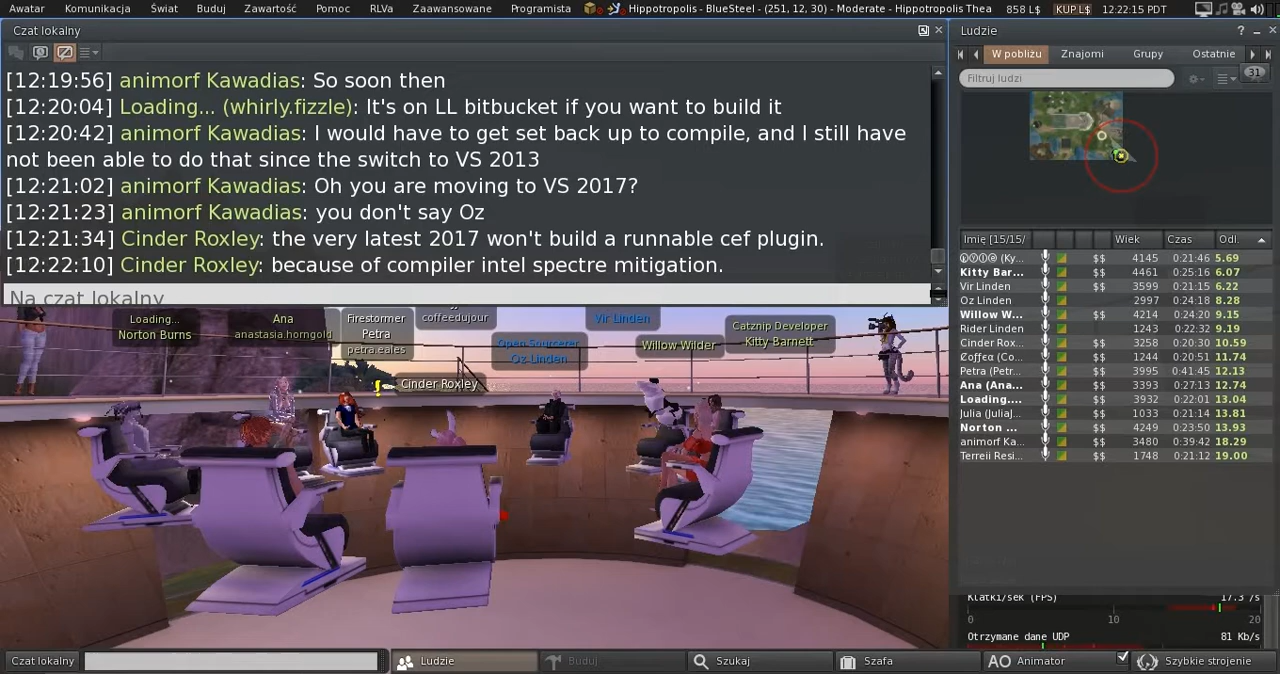 Awatar Komunikacja Świat Buduj Zawartość Pomoc RLVa Zaawansowane Programista Hippotropolis - BlueSteel - (251, 12, 30) - Moderate - Hippotropolis Thea 858 L$ KUP L$ 12:22:15 PDT
Czat lokalny
[12:19:56] animorf Kawadias: So soon then
[12:20:04] Loading... (whirly.fizzle): It's on LL bitbucket if you want to build it
[12:20:42] animorf Kawadias: I would have to get set back up to compile, and I still have
not been able to do that since the switch to VS 2013
[12:21:02] animorf Kawadias: Oh you are moving to VS 2017?
[12:21:23] animorf Kawadias: you don't say Oz
[12:21:34] Cinder Roxley: the very latest 2017 won't build a runnable cef plugin.
[12:22:10] Cinder Roxley: because of compiler intel spectre mitigation.
Na czat lokalny
Loading...
Norton Burns
Ana
anastasia.horngold
Firestormer
Petra
petra.eales
coffeedujour
Open Sourcerer
Oz Linden
Vir Linden
Willow Wilder
Catznip Developer
Kitty Barnett
Cinder Roxley
Ludzie
W pobliżu Znajomi Grupy Ostatnie
Filtruj ludzi
31
Imię [15/15/ Wiek Czas Odl.
(Ky... $$ 4145 0:21:46 5.69
Kitty Bar... 4461 0:25:16 6.07
Vir Linden $$ 3599 0:21:15 6.22
Oz Linden 2997 0:24:18 8.28
Willow W... $$ 4214 0:24:20 9.15
Rider Linden 1243 0:22:32 9.19
Cinder Rox... $$ 3258 0:20:30 10.59
(Co... $$ 1244 0:20:51 11.74
Petra (Petr... $$ 3995 0:41:45 12.13
Ana (Ana... $$ 3393 0:27:13 12.74
Loading.... $$ 3932 0:22:01 13.04
Julia (JuliaJ... $$ 1033 0:21:14 13.81
Norton ... $$ 4249 0:23:50 13.93
animorf Ka... $$ 3480 0:39:42 18.29
Terreii Resi... $$ 1748 0:21:12 19.00
Klatki/sek (FPS) 17.3 /s
0 10 20
Otrzymane dane UDP 81 Kb/s
Czat lokalny Ludzie Buduj Szukaj Szafa AO Animator Szybkie strojenie